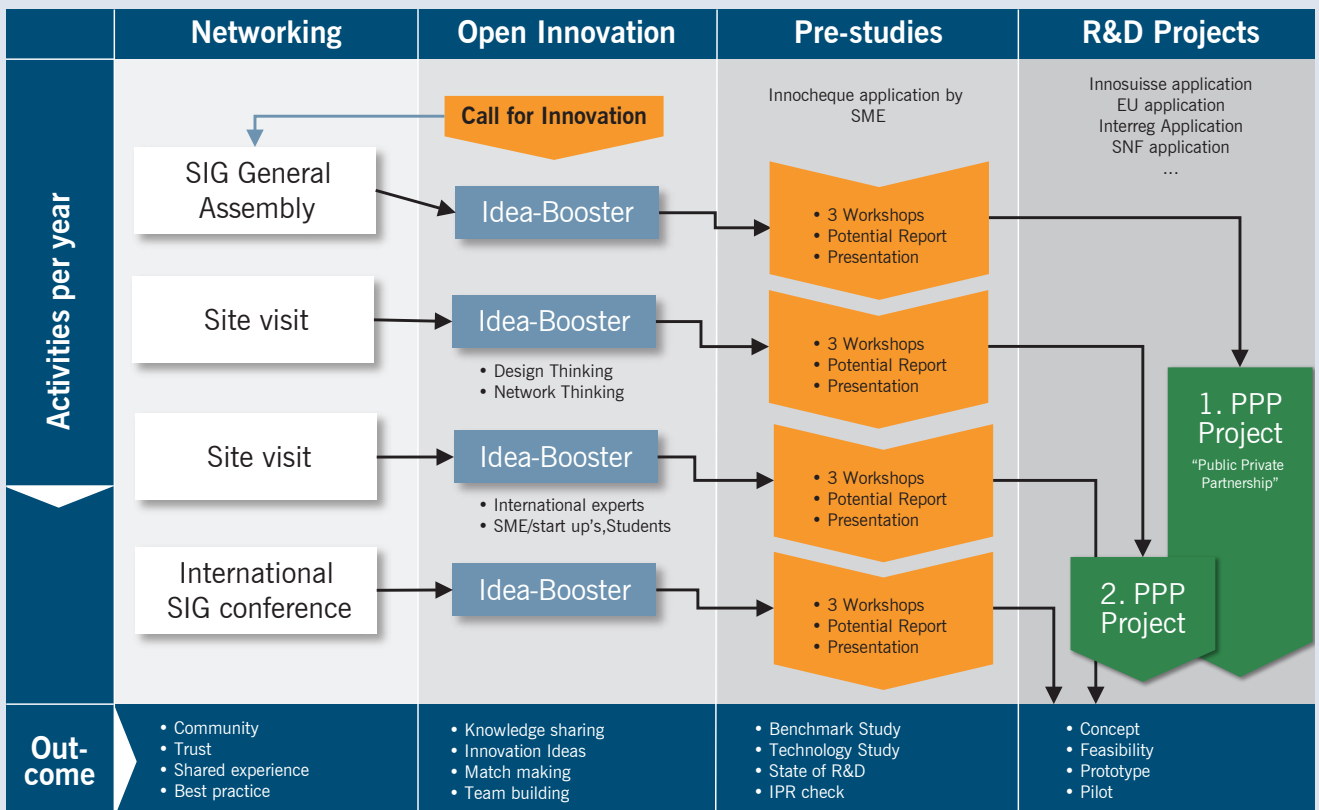 Networking
Open Innovation
Pre-studies
R&D Projects
Activities per year
Call for Innovation
SIG General
Assembly
Site visit
Site visit
International
SIG conference
Idea-Booster
Idea-Booster
• Design Thinking
• Network Thinking
Idea-Booster
• International experts
• SME/start up's,Students
Idea-Booster
Innocheque application by
SME
• 3 Workshops
• Potential Report
• Presentation
• 3 Workshops
• Potential Report
• Presentation
• 3 Workshops
• Potential Report
• Presentation
• 3 Workshops
• Potential Report
• Presentation
Innosuisse application
EU application
Interreg Application
SNF application
...
1. PPP
Project
“Public Private
Partnership”
2. PPP
Project
Out-
come
• Community
• Trust
• Shared experience
• Best practice
• Knowledge sharing
• Innovation Ideas
• Match making
• Team building
• Benchmark Study
• Technology Study
• State of R&D
• IPR check
• Concept
• Feasibility
• Prototype
• Pilot